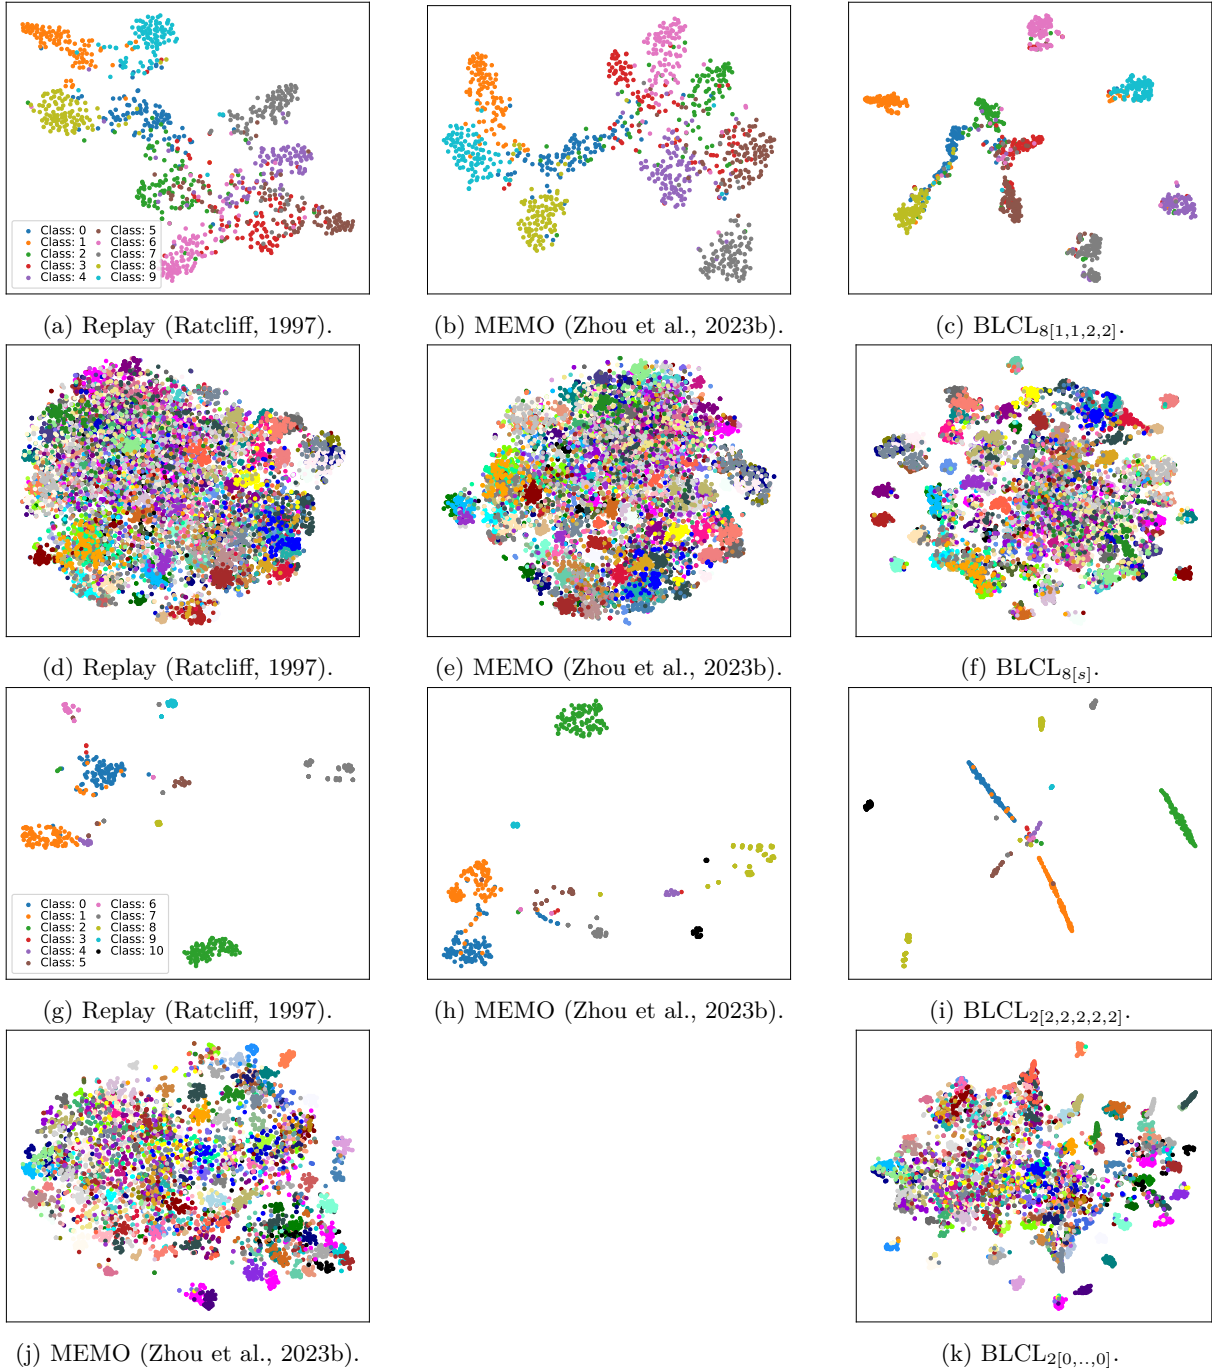 Class: 0 Class: 5
Class: 1 Class: 6
Class: 2 Class: 7
Class: 3 Class: 8
Class: 4 Class: 9
(a) Replay (Ratcliff, 1997).
(b) MEMO (Zhou et al., 2023b).
(c) BLCL8[1,1,2,2].
(d) Replay (Ratcliff, 1997).
(e) MEMO (Zhou et al., 2023b).
(f) BLCL8[s].
Class: 0 Class: 6
Class: 1 Class: 7
Class: 2 Class: 8
Class: 3 Class: 9
Class: 4 Class: 10
Class: 5
(g) Replay (Ratcliff, 1997).
(h) MEMO (Zhou et al., 2023b).
(i) BLCL2[2,2,2,2,2].
(j) MEMO (Zhou et al., 2023b).
(k) BLCL2[0,..,0].